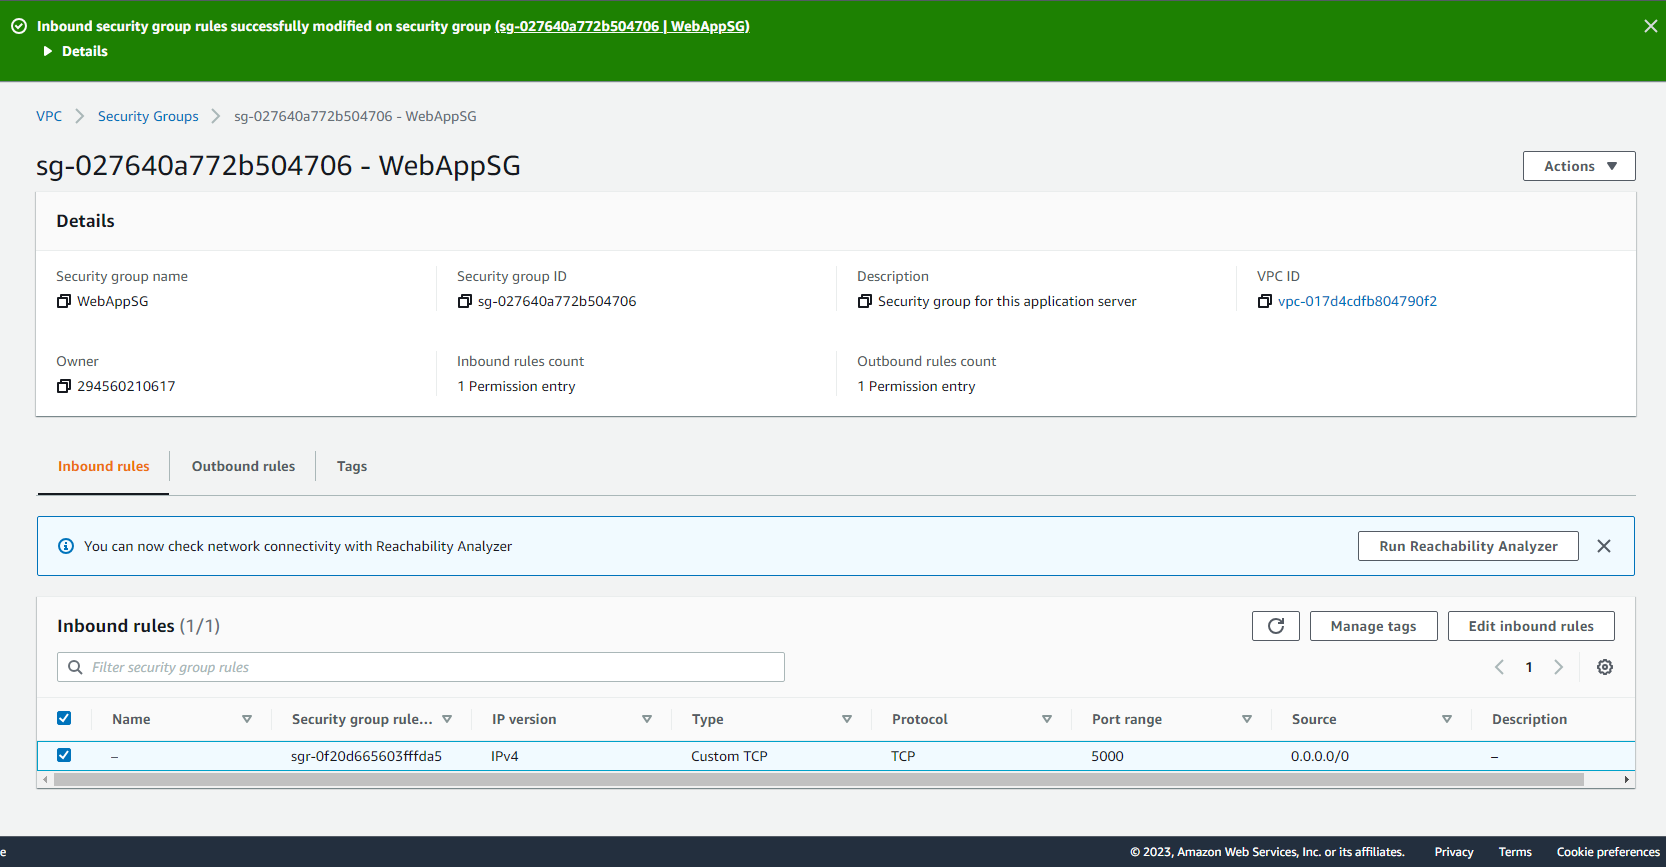 Inbound security group rules successfully modified on security group (sg-027640a772b504706 | WebAppSG)
Details
VPC > Security Groups > sg-027640a772b504706 - WebAppSG
sg-027640a772b504706 - WebAppSG
Actions
Details
Security group name Security group ID Description VPC ID
WebAppSG sg-027640a772b504706 Security group for this application server vpc-017d4cdfb804790f2
Owner Inbound rules count Outbound rules count
294560210617 1 Permission entry 1 Permission entry
Inbound rules Outbound rules Tags
You can now check network connectivity with Reachability Analyzer Run Reachability Analyzer
Inbound rules (1/1) Manage tags Edit inbound rules
Filter security group rules 1
Name Security group rule... IP version Type Protocol Port range Source Description
– sgr-0f20d665603fffda5 IPv4 Custom TCP TCP 5000 0.0.0.0/0 –
e © 2023, Amazon Web Services, Inc. or its affiliates. Privacy Terms Cookie preferences